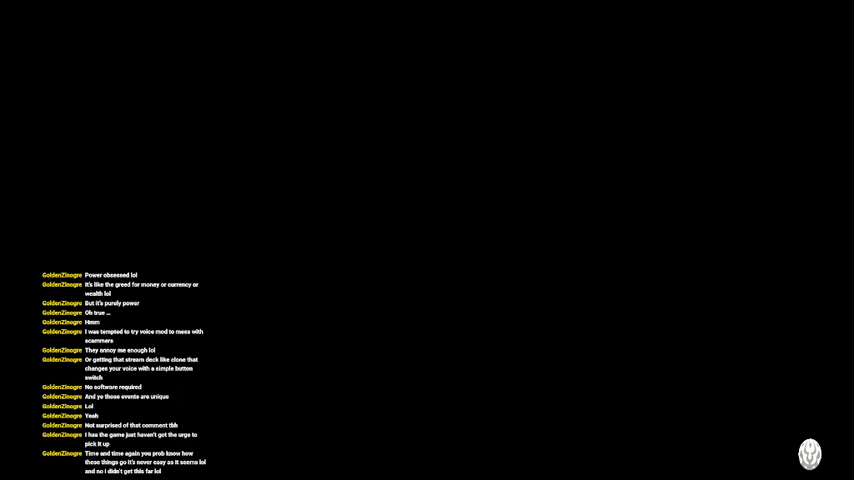 GoldenZinogre Power obsessed lol
GoldenZinogre It's like the greed for money or currency or
wealth lol
GoldenZinogre But it's purely power
GoldenZinogre Oh true ...
GoldenZinogre Hmm
GoldenZinogre I was tempted to try voice mod to mess with
scammers
GoldenZinogre They annoy me enough lol
GoldenZinogre Or getting that stream deck like clone that
changes your voice with a simple button
switch
GoldenZinogre No software required
GoldenZinogre And ye those events are unique
GoldenZinogre Lol
GoldenZinogre Yeah
GoldenZinogre Not surprised of that comment tbh
GoldenZinogre I has the game just haven't got the urge to
pick it up
GoldenZinogre Time and time again you prob know how
these things go it's never easy as it seems lol
and no i didn't get this far lol